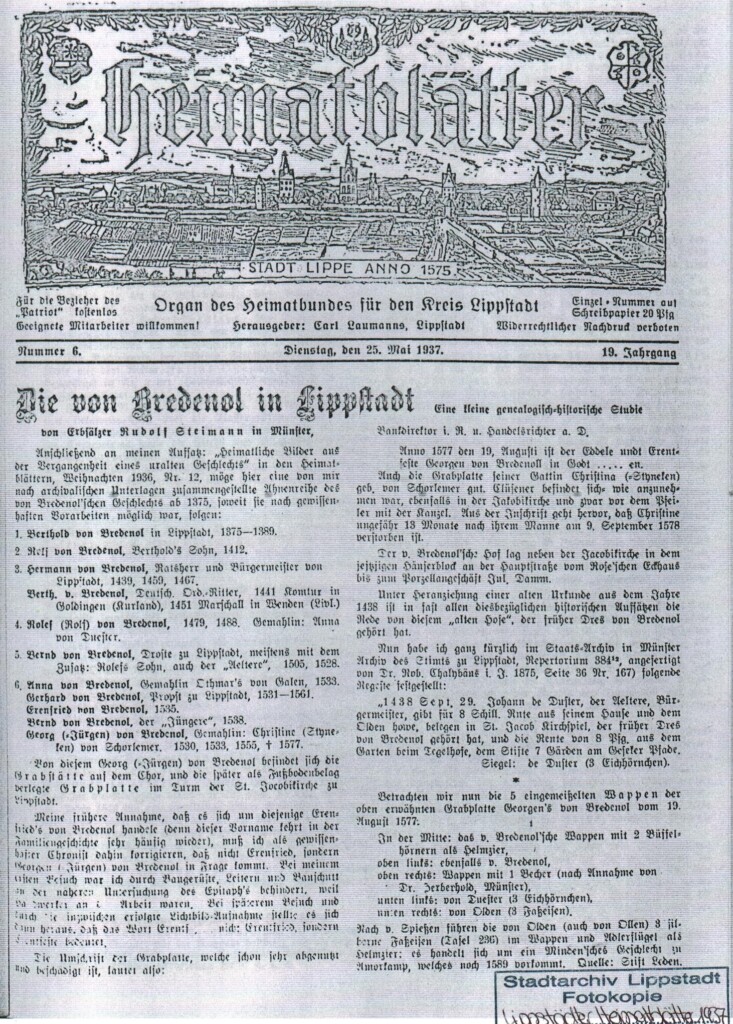 Heimatblätter
STADT LIPPE ANNO 1575
Für die Bezieher des
„Patriot" kostenlos
Geeignete Mitarbeiter willkommen!
Organ des Heimatbundes für den Kreis Lippstadt
Herausgeber: Carl Laumanns, Lippstadt
Einzel-Nummer auf
Schreibpapier 20 Pfg
Widerrechtlicher Nachdruck verboten
Nummer 6.
Dienstag, den 25. Mai 1937.
19. Jahrgang
Die von Bredenol in Lippstadt
Eine kleine genealogisch-historische Studie
von Erbsälzer Rudolf Steimann in Münster,
Bankdirektor i. R. u. Handelsrichter a. D.
Anschließend an meinen Aufsatz: „Heimatliche Bilder aus
der Vergangenheit eines uralten Geschlechts" in den Heimat-
blättern, Weihnachten 1936, Nr. 12, möge hier eine von mir
nach archivalischen Unterlagen zusammengestellte Ahnenreihe des
von Bredenol'schen Geschlechts ab 1375, soweit sie nach gewissen-
haften Vorarbeiten möglich war, folgen:
1. Berthold von Bredenol in Lippstadt, 1375—1389.
2. Rolf von Bredenol, Berthold's Sohn, 1412.
3. Hermann von Bredenol, Ratsherr und Bürgermeister von
Lippstadt, 1439, 1459, 1467.
Berth. v. Bredenol, Deutsch. Ord.-Ritter, 1441 Komtur in
Goldingen (Kurland), 1451 Marschall in Wenden (Livl.)
4. Rolef (Rolf) von Bredenol, 1479, 1488. Gemahlin: Anna
von Duester.
5. Bernd von Bredenol, Droste zu Lippstadt, meistens mit dem
Zusatz: Rolefs Sohn, auch der „Aeltere", 1505, 1528.
6. Anna von Bredenol, Gemahlin Othmar's von Galen, 1533.
Gerhard von Bredenol, Propst zu Lippstadt, 1531—1561.
Erenfried von Bredenol, 1535.
Bernd von Bredenol, der „Jüngere", 1538.
Georg (=Jürgen) von Bredenol, Gemahlin: Christine (Styne-
ken) von Schorlemer. 1530, 1533, 1555, † 1577.
Von diesem Georg (=Jürgen) von Bredenol befindet sich die
Grabstätte auf dem Chor, und die später als Fußbodenbelag
verlegte Grabplatte im Turm der St. Jacobikirche zu
Lippstadt.
Meine frühere Annahme, daß es sich um diejenige Eren-
fried's von Bredenol handele (denn dieser Vorname kehrt in der
Familiengeschichte sehr häufig wieder), muß ich als gewissen-
hafter Chronist dahin korrigieren, daß nicht Erenfried, sondern
Georg (=Jürgen) von Bredenol in Frage kommt. Bei meinem
ersten Besuch war ich durch Baugerüste, Leitern und Bauschutt
an der näheren Untersuchung des Epitaph's behindert, weil
Handwerker an der Arbeit waren. Bei späterem Besuch und
durch die inzwischen erfolgte Lichtbild-Aufnahme stellte es sich
dann heraus, daß das Wort Erentf nicht Erenfried, sondern
bedeutet.
Die Umschrift der Grabplatte, welche schon sehr abgenutzt
und beschädigt ist, lautet also:
Anno 1577 den 19. Augusti ist der Eddele undt Erent-
feste Georgen von Bredenoll in Godt ..... en.
Auch die Grabplatte seiner Gattin Christina (=Styneken)
geb. von Schorlemer gnt. Clüsener befindet sich, wie anzuneh-
men war, ebenfalls in der Jakobikirche und zwar vor dem Pfei-
ler mit der Kanzel. Aus der Inschrift geht hervor, daß Christine
ungefähr 13 Monate nach ihrem Manne am 9. September 1578
verstorben ist.
Der v. Bredenol'sche Hof lag neben der Jacobikirche in dem
jetzigen Häuserblock an der Hauptstraße vom Rose'schen Eckhaus
bis zum Porzellangeschäft Jul. Damm.
Unter Heranziehung einer alten Urkunde aus dem Jahre
1438 ist in fast allen diesbezüglichen historischen Aufsätzen die
Rede von diesem „alten Hofe", der früher Dres von Bredenol
gehört hat.
Nun habe ich ganz kürzlich im Staats-Archiv in Münster
Archiv des Stifts zu Lippstadt, Repertorium 384, angefertigt
von Dr. Rob. Chalybäus i. J. 1875, Seite 36 Nr. 167) folgende
Regeste festgestellt:
„1438 Sept. 29. Johann de Duster, der Aeltere, Bür-
germeister, gibt für 8 Schill. Rnte aus seinem Hause und dem
Olden howe, belegen in St. Jacob Kirchspiel, der früher Dres
von Bredenol gehört hat, und die Rente von 8 Pfg. aus dem
Garten beim Tegelhofe, dem Stifte 7 Gärden am Geseker Pfade.
Siegel: de Duster (3 Eichhörnchen).
*
Betrachten wir nun die 5 eingemeißelten Wappen der
oben erwähnten Grabplatte Georgen's von Bredenol vom 19.
August 1577:
In der Mitte: das v. Bredenol'sche Wappen mit 2 Büffel-
hörnern als Helmzier,
oben links: ebenfalls v. Bredenol,
oben rechts: Wappen mit 1 Becher (nach Annahme von
Dr. Zerberhold, Münster),
unten links: von Duester (3 Eichhörnchen),
unten rechts: von Olden (3 Faßeisen).
Nach v. Spießen führen die von Olden (auch von Ollen) 3 sil-
berne Faßeisen (Tafel 236) im Wappen und Adlerflügel als
Helmzier; es handelt sich um ein Minden'sches Geschlecht zu
Amorkamp, welches noch 1589 vorkommt. Quelle: Stift Leden.
Stadtarchiv Lippstadt
Fotokopie
Lippstädter Heimatblätter 1937